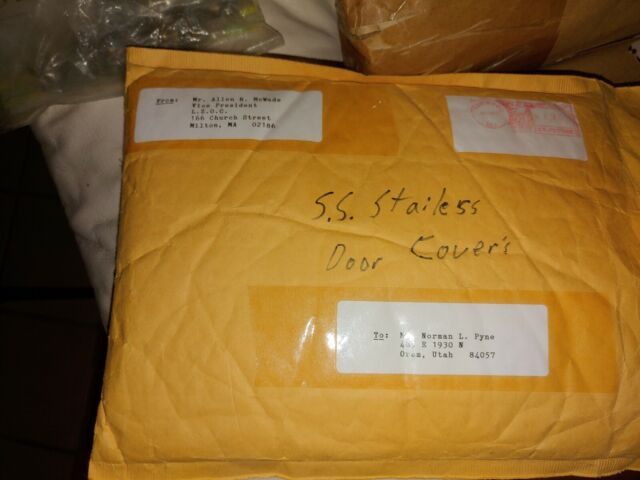 From: Mr. Allen R. McWade
Vice President
L.Z.O.C.
166 Church Street
Milton, MA 02186
S.S. Stailess
Door Cover's
To: Norman L. Pyne
E 1930 N
Orem, Utah 84057